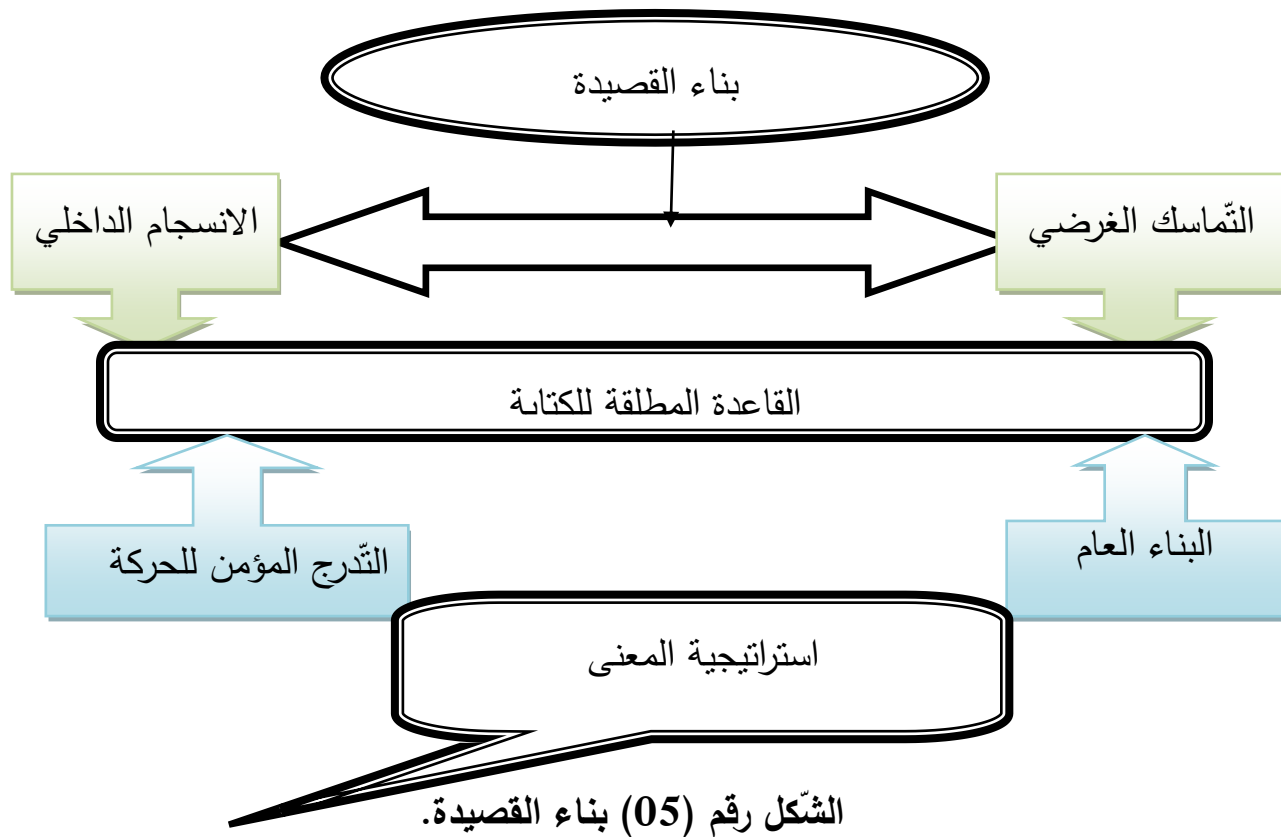 بناء القصيدة
التّماسك الغرضي
الانسجام الداخلي
القاعدة المطلقة للكتابة
البناء العام
التّدرج المؤمن للحركة
استراتيجية المعنى
الشّكل رقم (05) بناء القصيدة.